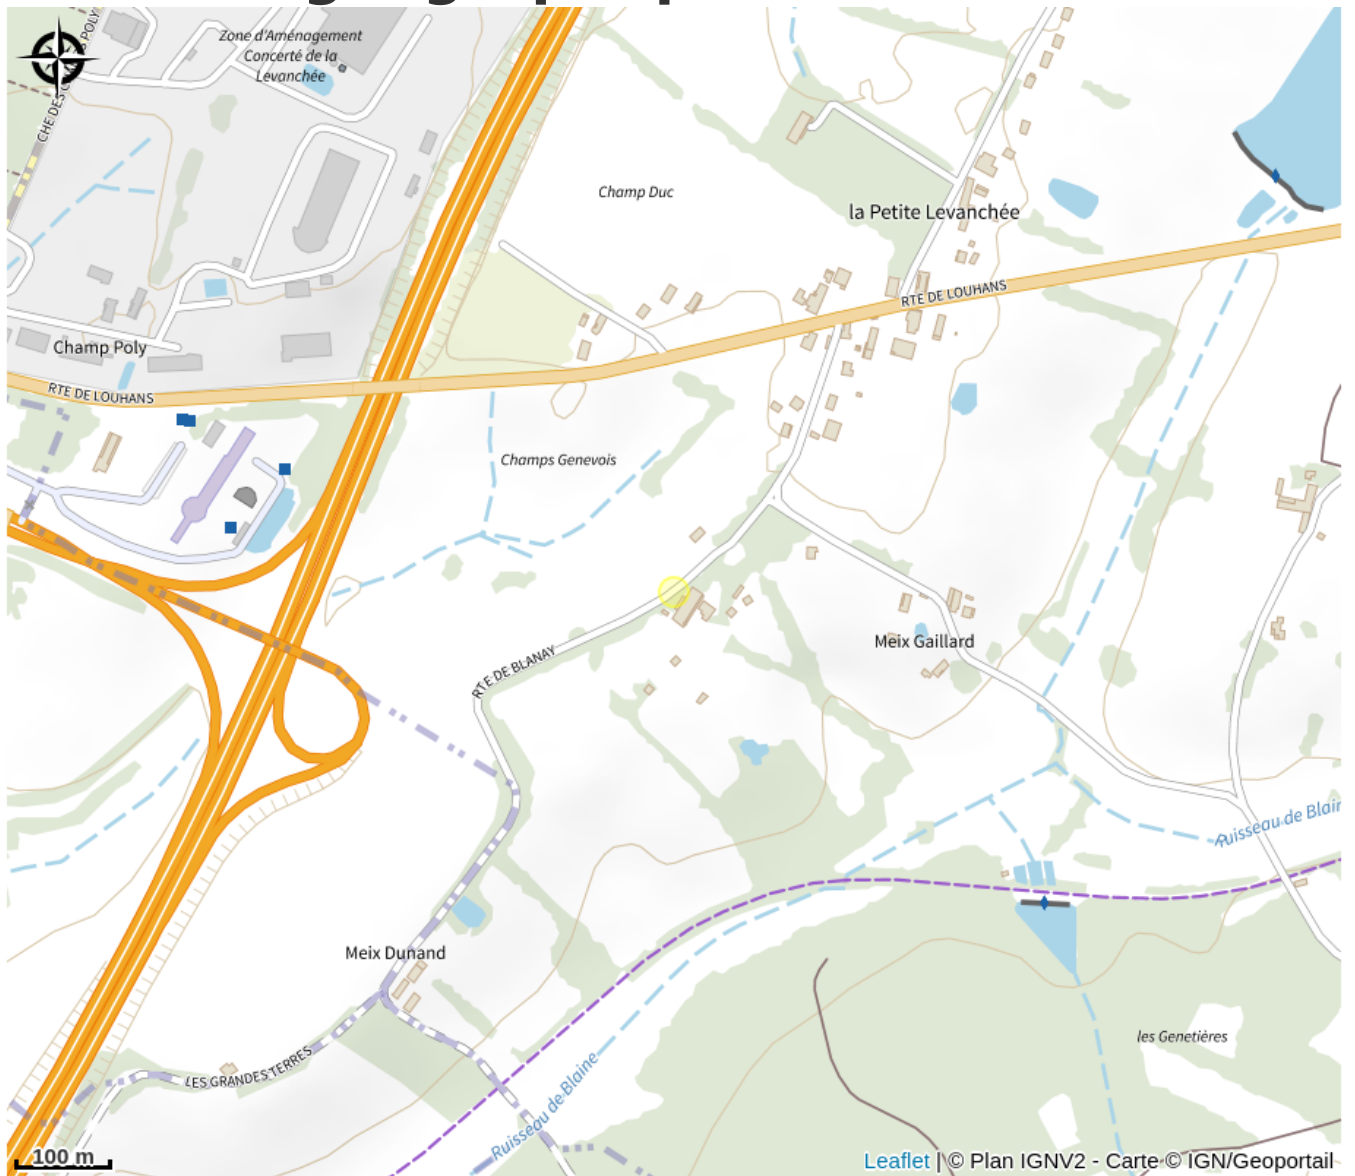 Zone d'Aménagement
Concerté de la
Levanchée
Champ Duc
la Petite Levanchée
RTE DE LOUHANS
Champ Poly
RTE DE LOUHANS
Champs Genevois
Meix Gaillard
RTE DE BLANAY
Ruisseau de Blair
Meix Dunand
les Genetières
LES GRANDES TERRES
Ruisseau de Blaine
100 m
Leaflet | © Plan IGNV2 - Carte © IGN/Geoportail